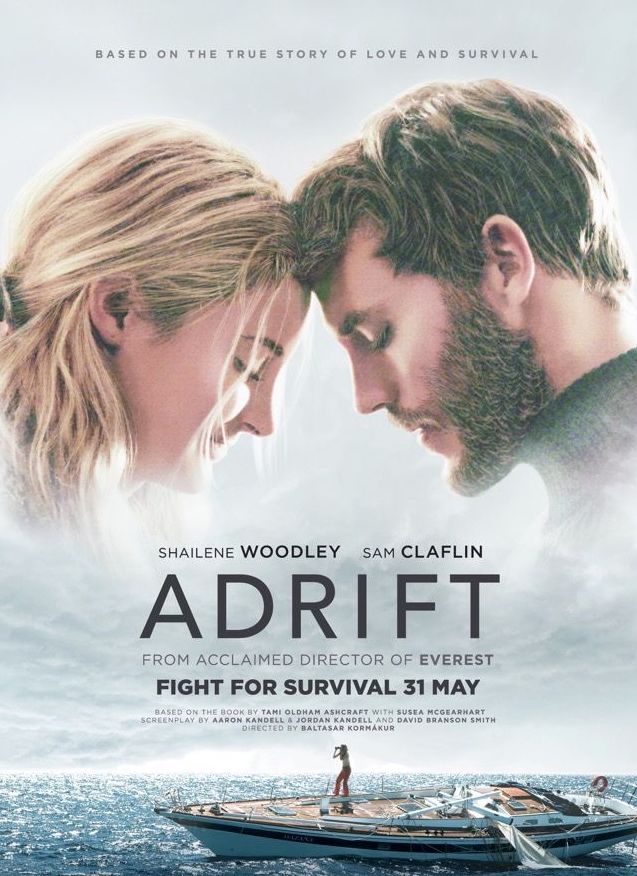 BASED ON THE TRUE STORY OF LOVE AND SURVIVAL
SHAILENE WOODLEY SAM CLAFLIN
ADRIFT
FROM ACCLAIMED DIRECTOR OF EVEREST
FIGHT FOR SURVIVAL 31 MAY
BASED ON THE BOOK BY TAMI OLDHAM ASHCRAFT WITH SUSEA MCGEARHART
SCREENPLAY BY AARON KANDELL & JORDAN KANDELL AND DAVID BRANSON SMITH
DIRECTED BY BALTASAR KORMÁKUR
HAZANA